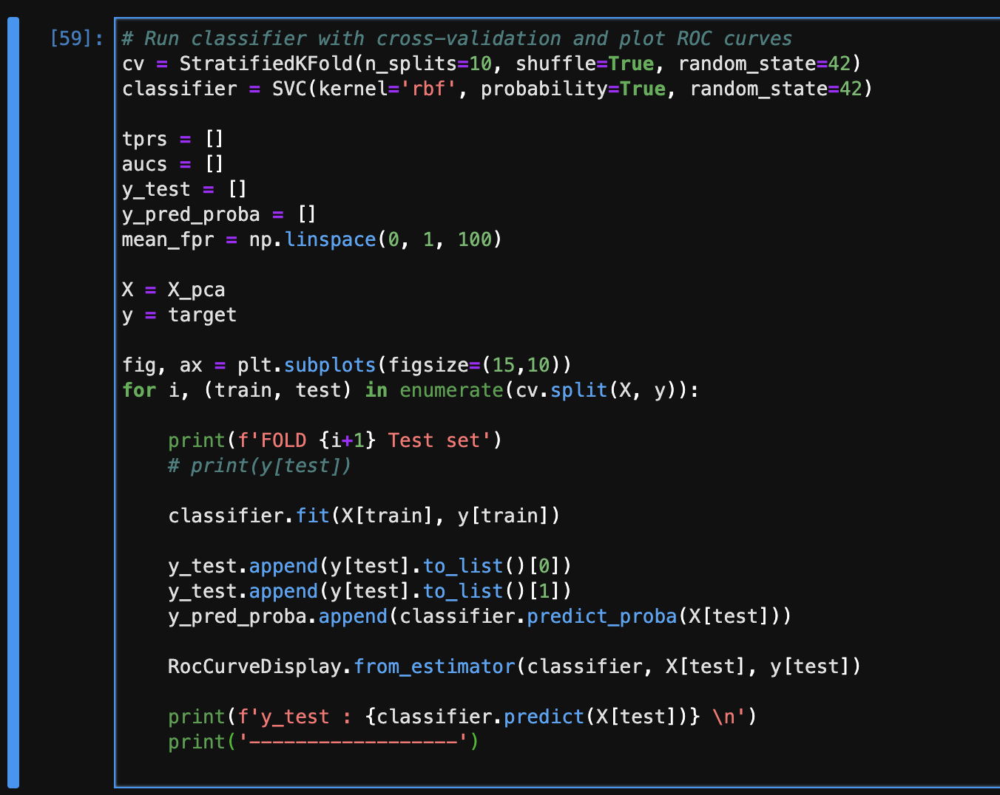 [59]: # Run classifier with cross-validation and plot ROC curves
cv = StratifiedKFold(n_splits=10, shuffle=True, random_state=42)
classifier = SVC(kernel='rbf', probability=True, random_state=42)
tprs = []
aucs = []
y_test = []
y_pred_proba = []
mean_fpr = np.linspace(0, 1, 100)
X = X_pca
y = target
fig, ax = plt.subplots(figsize=(15,10))
for i, (train, test) in enumerate(cv.split(X, y)):
print(f'FOLD {i+1} Test set')
# print(y[test])
classifier.fit(X[train], y[train])
y_test.append(y[test].to_list()[0])
y_test.append(y[test].to_list()[1])
y_pred_proba.append(classifier.predict_proba(X[test]))
RocCurveDisplay.from_estimator(classifier, X[test], y[test])
print(f'y_test : {classifier.predict(X[test])} \n')
print('------------------')